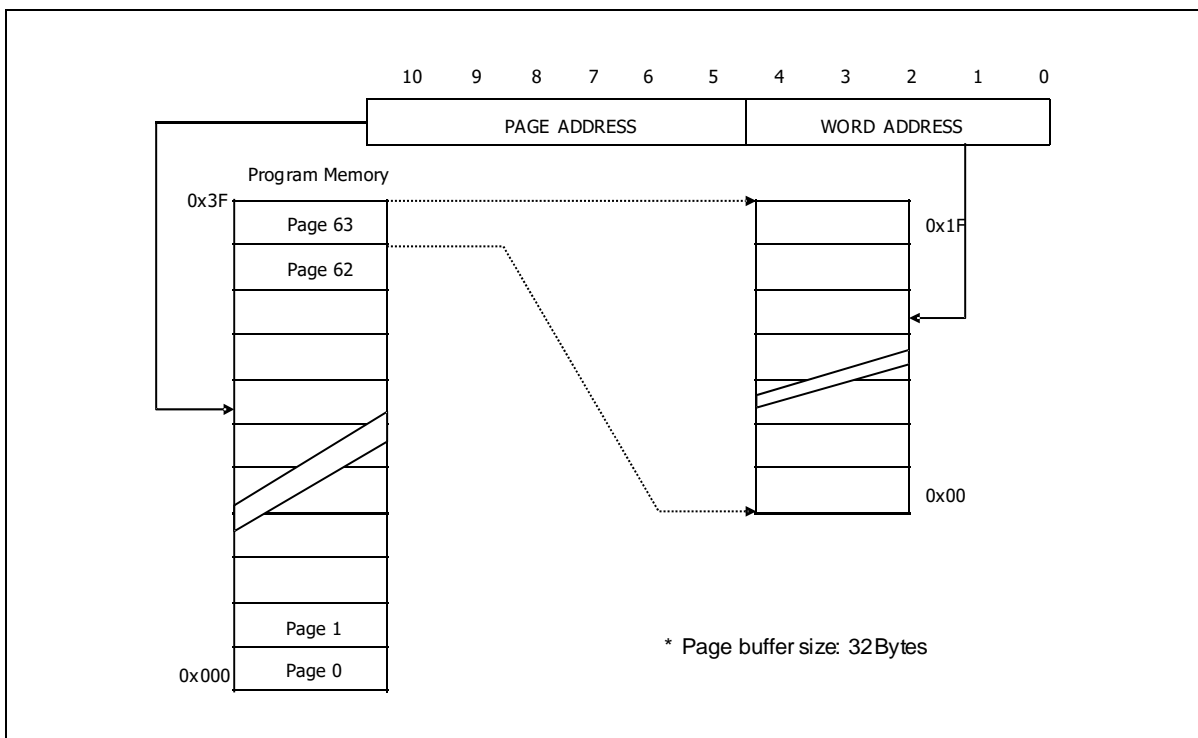 10 9 8 7 6 5 4 3 2 1 0
PAGE ADDRESS WORD ADDRESS
Program Memory
0x3F
Page 63
0x1F
Page 62
0x00
Page 1
* Page buffer size: 32Bytes
Page 0
0x000